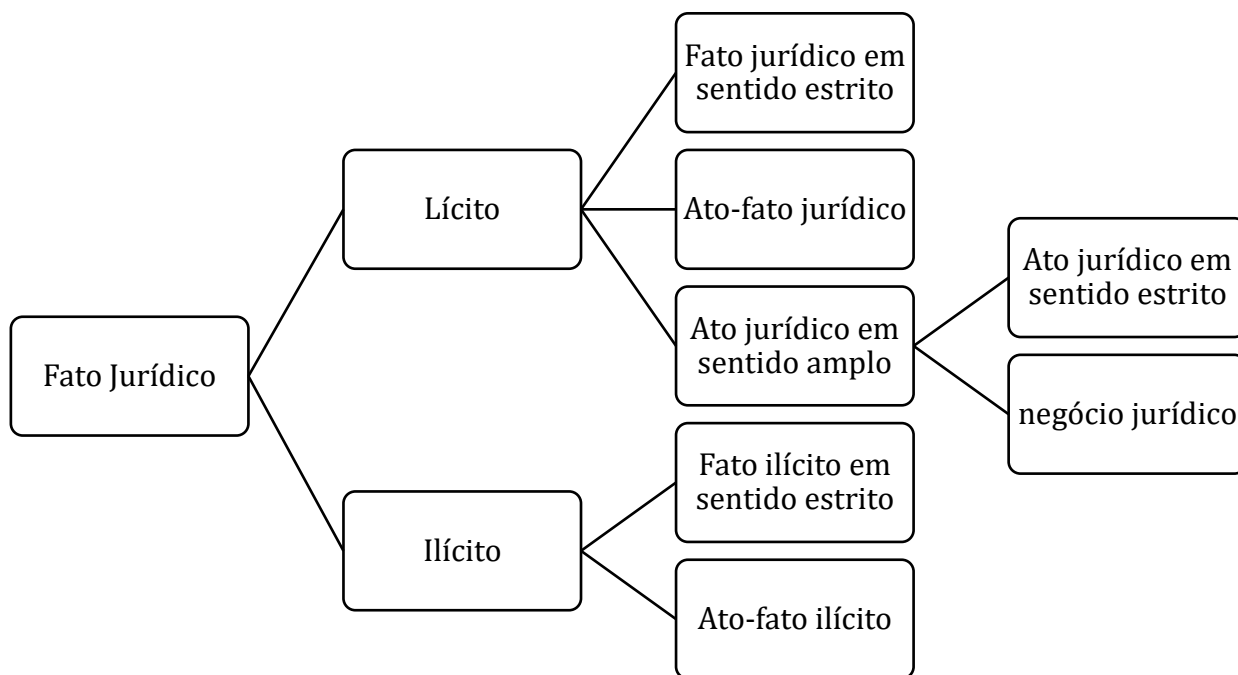 Fato Jurídico
Lícito
Fato jurídico em
sentido estrito
Ato-fato jurídico
Ato jurídico em
sentido amplo
Ato jurídico em
sentido estrito
negócio jurídico
Ilícito
Fato ilícito em
sentido estrito
Ato-fato ilícito